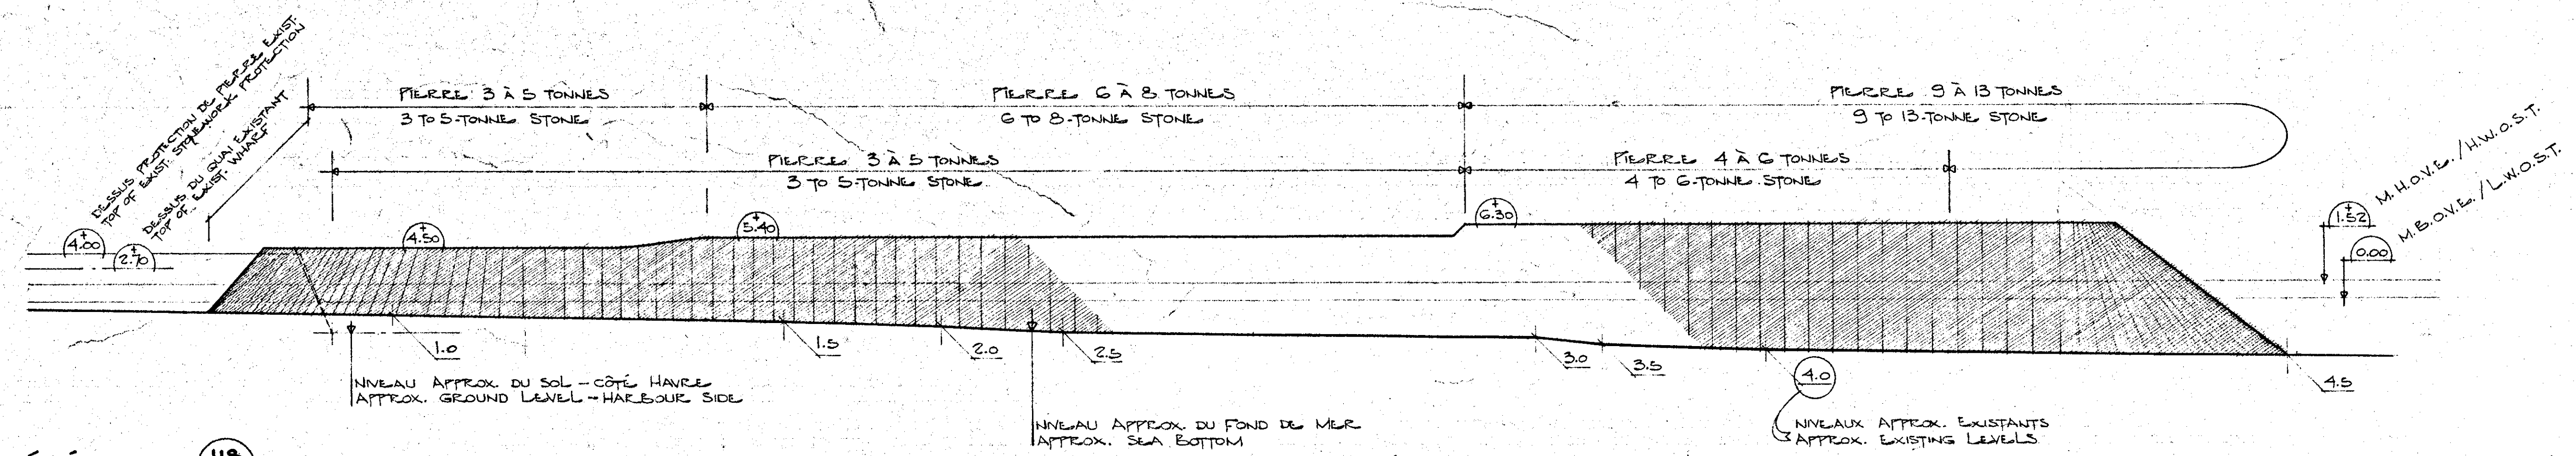 DESSUS PROTECTION DE PIERRE EXIST.
TOP OF EXIST. STONEWORK PROTECTION
DESSUS DU QUAI EXISTANT
TOP OF EXIST. WHARF
PIERRE 3 À 5 TONNES
3 TO 5-TONNE STONE
PIERRE 6 À 8 TONNES
6 TO 8-TONNE STONE
PIERRE 9 À 13 TONNES
9 TO 13-TONNE STONE
PIERRE 3 À 5 TONNES
3 TO 5-TONNE STONE
PIERRE 4 À 6 TONNES
4 TO 6-TONNE STONE
M.H.O.V.E. / H.W.O.S.T.
M.B.O.V.E. / L.W.O.S.T.
+ 4.00
+ 2.70
+ 4.50
+ 5.40
+ 6.30
+ 1.52
0.00
1.0
1.5
2.0
2.5
3.0
3.5
4.0
4.5
NIVEAU APPROX. DU SOL - CÔTÉ HAVRE
APPROX. GROUND LEVEL - HARBOUR SIDE
NIVEAU APPROX. DU FOND DE MER
APPROX. SEA BOTTOM
NIVEAUX APPROX. EXISTANTS
APPROX. EXISTING LEVELS